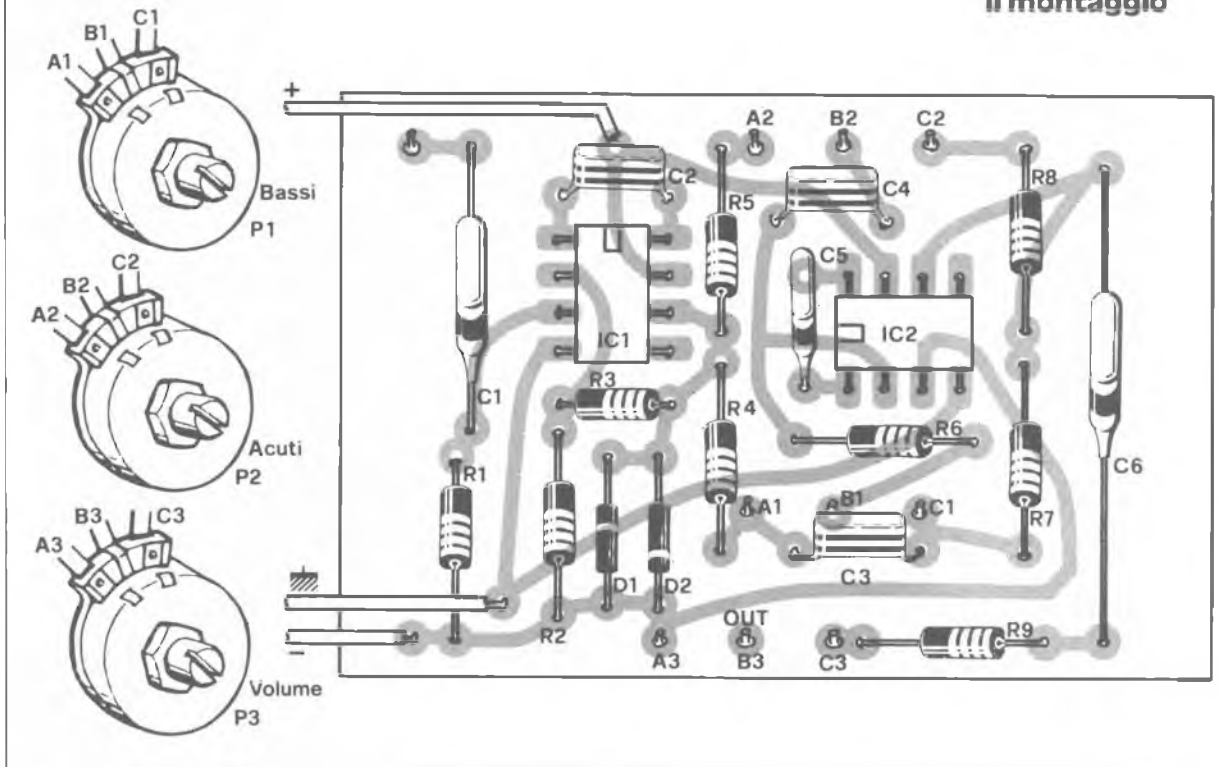 il montaggio
A1
B1
C1
Bassi
P1
A2
B2
C2
Acuti
P2
A3
B3
C3
Volume
P3
+
−
A2
B2
C2
C2
R5
C4
R8
C5
IC1
IC2
R3
C1
R4
R6
R1
C6
A1
B1
C1
R7
D1
D2
C3
R2
OUT
A3
B3
C3
R9